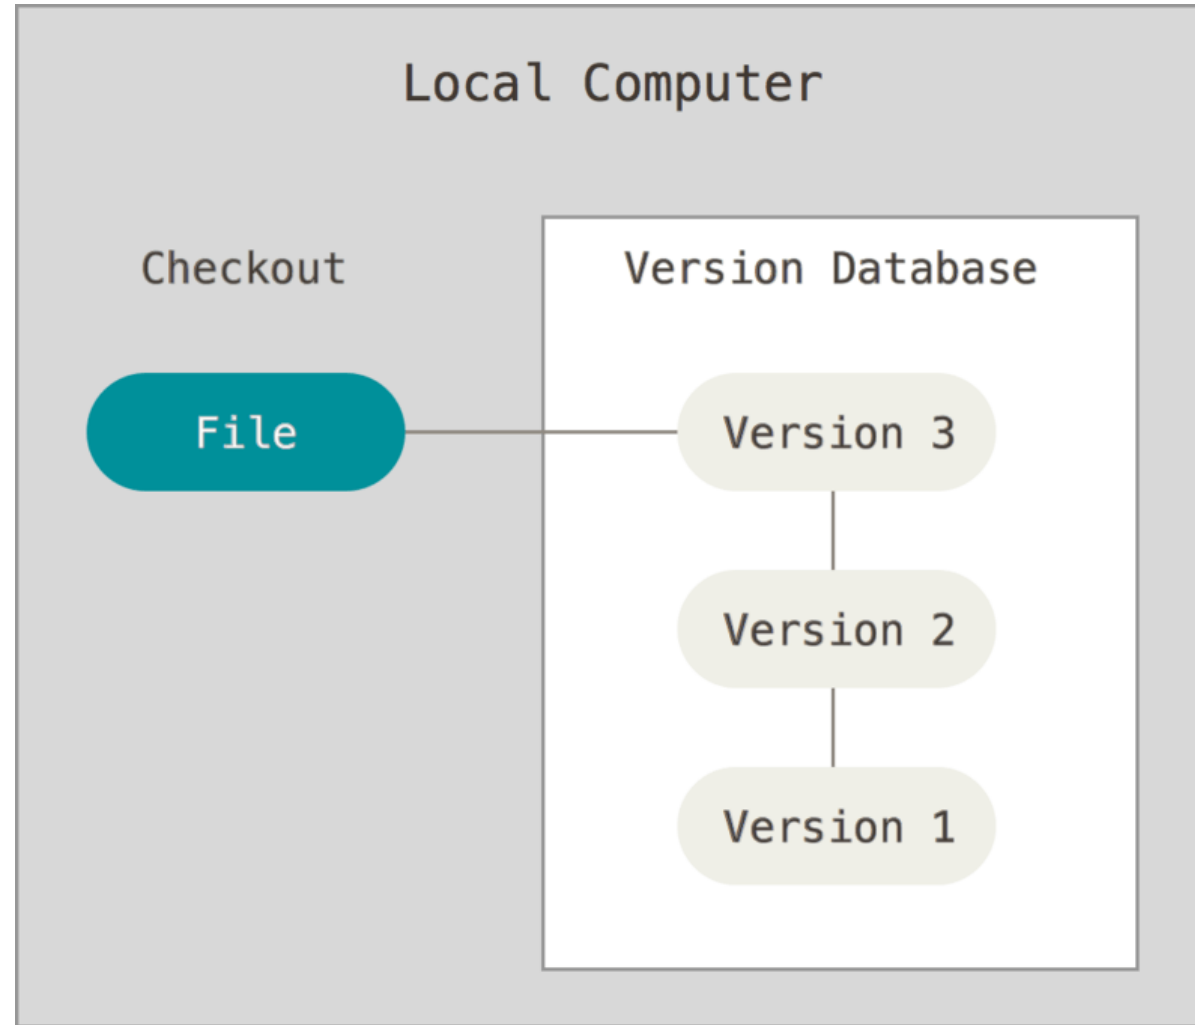 Local Computer
Checkout
Version Database
File
Version 3
Version 2
Version 1